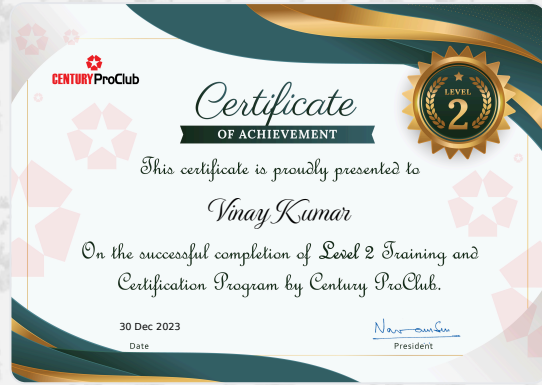 CENTURY ProClub
Certificate
OF ACHIEVEMENT
LEVEL
2
This certificate is proudly presented to
Vinay Kumar
On the successful completion of Level 2 Training and
Certification Program by Century ProClub.
30 Dec 2023
Date
President